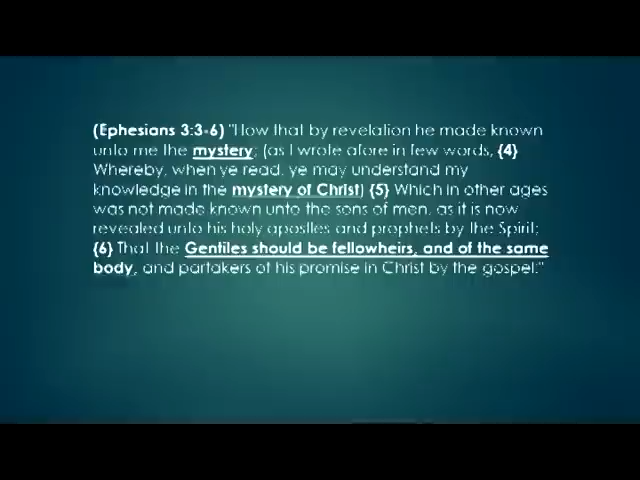 (Ephesians 3:3-6) "How that by revelation he made known
unto me the mystery; (as I wrote afore in few words, {4}
Whereby, when ye read, ye may understand my
knowledge in the mystery of Christ) {5} Which in other ages
was not made known unto the sons of men, as it is now
revealed unto his holy apostles and prophets by the Spirit;
{6} That the Gentiles should be fellowheirs, and of the same
body, and partakers of his promise in Christ by the gospel:"